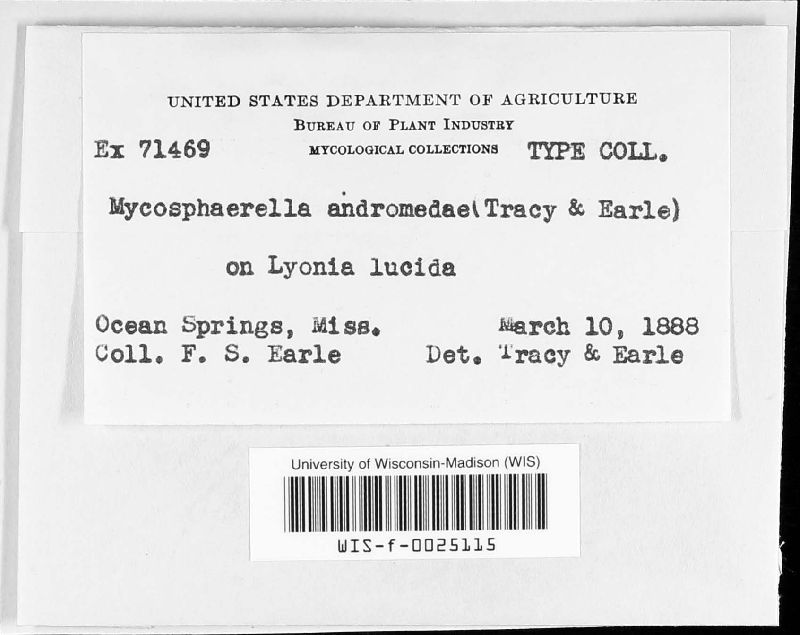 UNITED STATES DEPARTMENT OF AGRICULTURE
BUREAU OF PLANT INDUSTRY
Ex 71469 MYCOLOGICAL COLLECTIONS TYPE COLL.
Mycosphaerella andromedae(Tracy & Earle)
on Lyonia lucida
Ocean Springs, Miss. March 10, 1888
Coll. F. S. Earle Det. Tracy & Earle
University of Wisconsin-Madison (WIS)
WIS-f-0025115